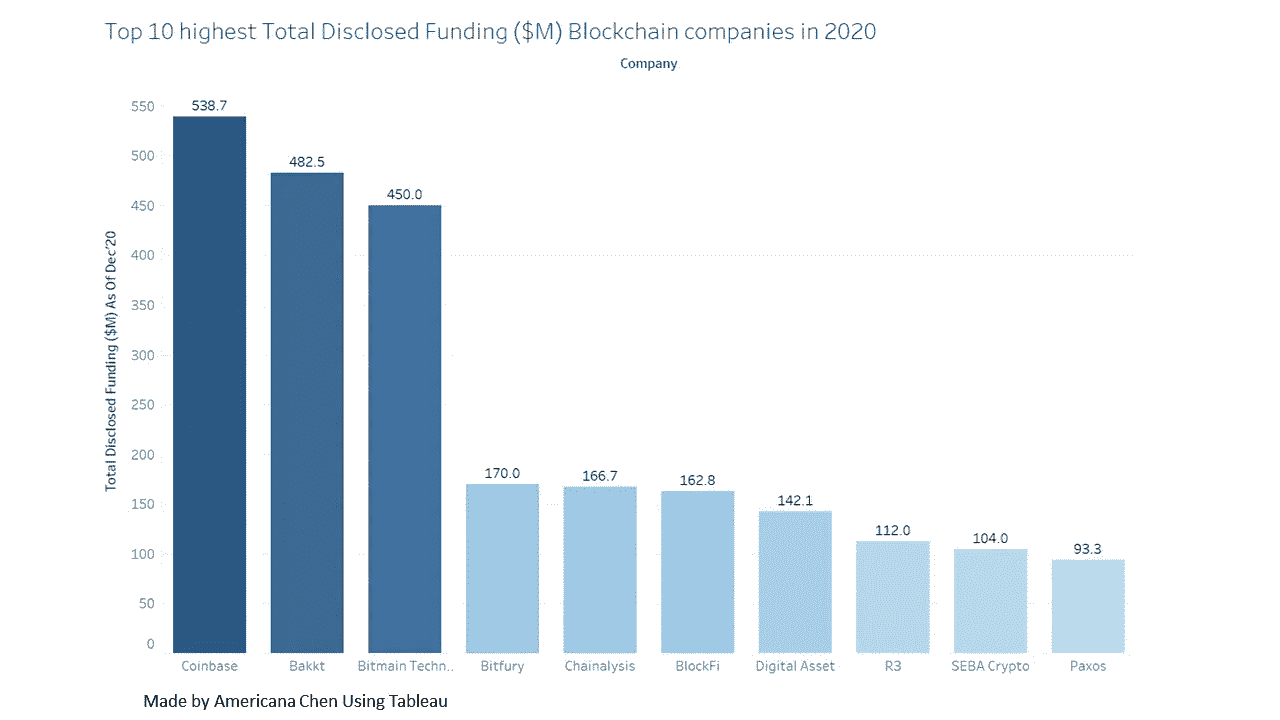 Top 10 highest Total Disclosed Funding ($M) Blockchain companies in 2020
Company
Total Disclosed Funding ($M) As Of Dec'20
550
500
450
400
350
300
250
200
150
100
50
0
538.7
482.5
450.0
170.0
166.7
162.8
142.1
112.0
104.0
93.3
Coinbase
Bakkt
Bitmain Techn..
Bitfury
Chainalysis
BlockFi
Digital Asset
R3
SEBA Crypto
Paxos
Made by Americana Chen Using Tableau